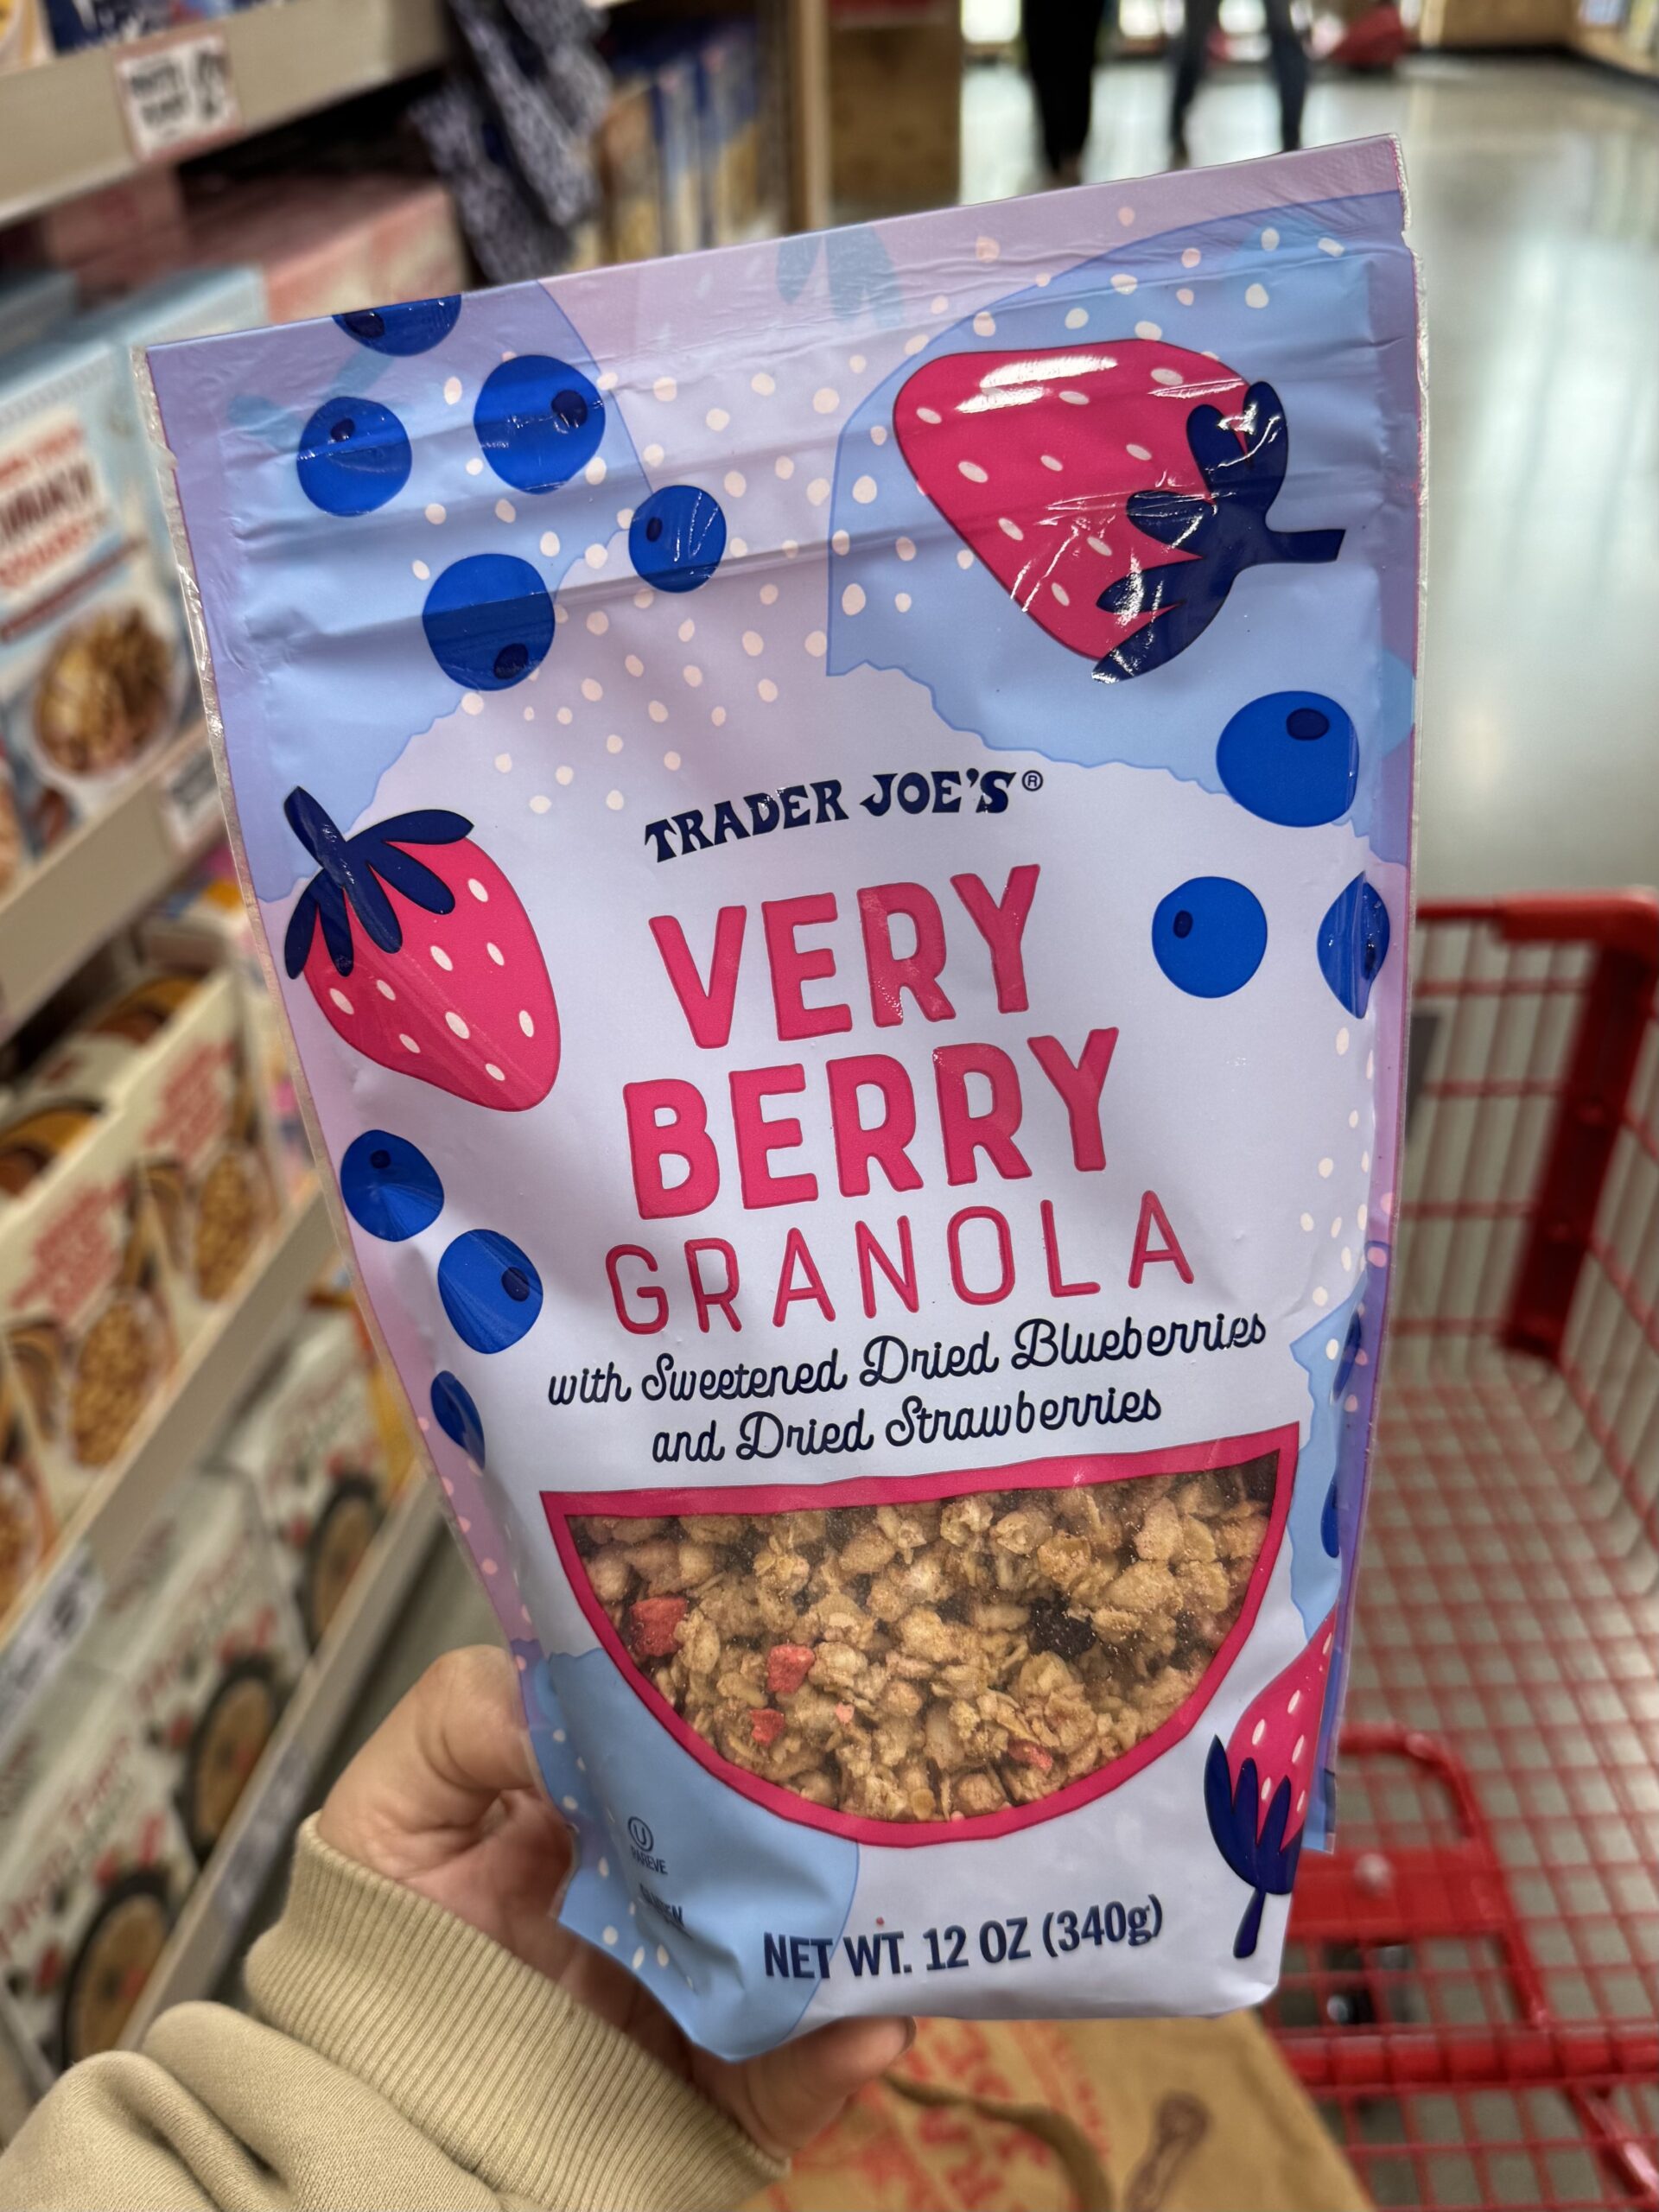 TRADER JOE'S®
VERY
BERRY
GRANOLA
with Sweetened Dried Blueberries
and Dried Strawberries
U
PAREVE
NET WT. 12 OZ (340g)